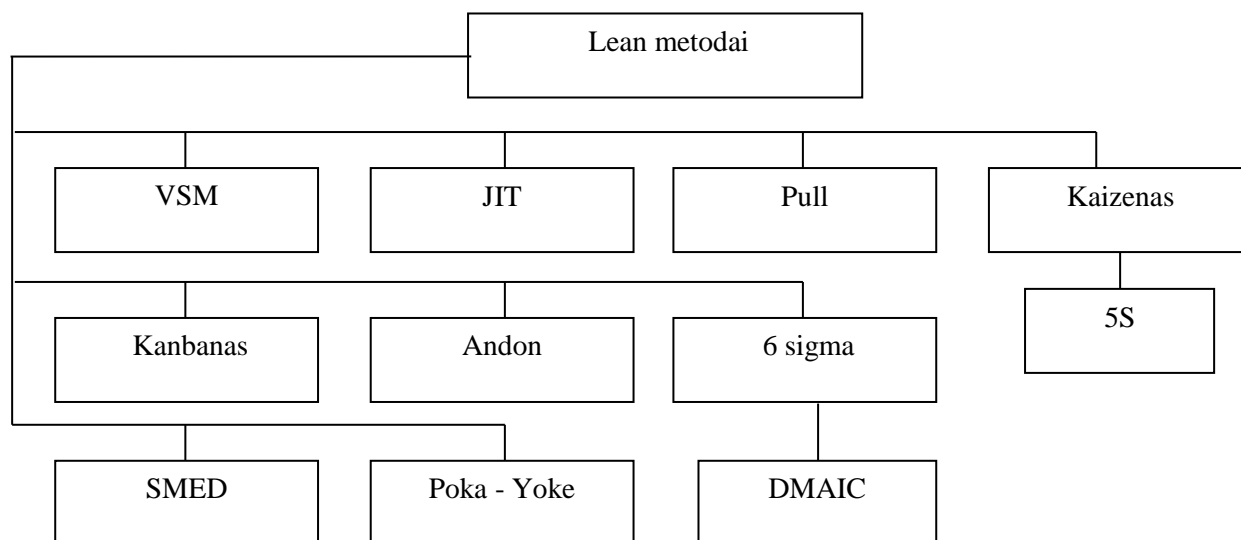 Lean metodai
VSM
JIT
Pull
Kaizenas
Kanbanas
Andon
6 sigma
5S
SMED
Poka - Yoke
DMAIC